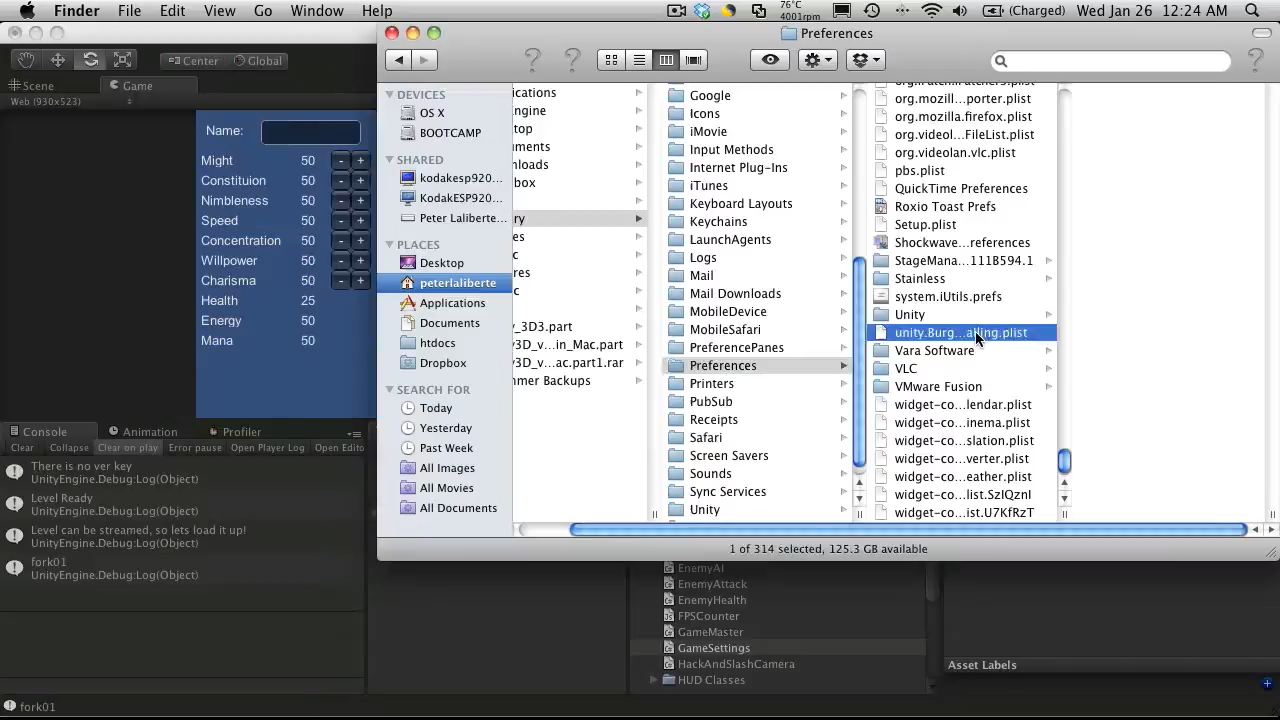 Finder File Edit View Go Window Help
76°C
4001rpm
(Charged) Wed Jan 26 12:24 AM
Center Global
Scene Game
Web (930x523)
Name:
Might 50 - +
Constituion 50 - +
Nimbleness 50 - +
Speed 50 - +
Concentration 50 - +
Willpower 50 - +
Charisma 50 - +
Health 25
Energy 50
Mana 50
Console Animation Profiler
Clear Collapse Clear on play Error pause Open Player Log Open Edito
There is no ver key
UnityEngine.Debug:Log(Object)
Level Ready
UnityEngine.Debug:Log(Object)
Level can be streamed, so lets load it up!
UnityEngine.Debug:Log(Object)
fork01
UnityEngine.Debug:Log(Object)
fork01
Preferences
DEVICES
OS X
BOOTCAMP
SHARED
kodakesp920...
KodakESP920...
Peter Laliberte...
PLACES
Desktop
peterlaliberte
Applications
Documents
htdocs
Dropbox
SEARCH FOR
Today
Yesterday
Past Week
All Images
All Movies
All Documents
ications
ngine
top
uments
nloads
box
ry
es
res
c
y_3D3.part
y3D_v...in_Mac.part
y3D_v...ac.part1.rar
nmer Backups
Google
Icons
iMovie
Input Methods
Internet Plug-Ins
iTunes
Keyboard Layouts
Keychains
LaunchAgents
Logs
Mail
Mail Downloads
MobileDevice
MobileSafari
PreferencePanes
Preferences
Printers
PubSub
Receipts
Safari
Screen Savers
Sounds
Sync Services
Unity
org.mozill...porter.plist
org.mozilla.firefox.plist
org.videol...FileList.plist
org.videolan.vlc.plist
pbs.plist
QuickTime Preferences
Roxio Toast Prefs
Setup.plist
Shockwave...references
StageMana...111B594.1
Stainless
system.iUtils.prefs
Unity
unity.Burg...ailing.plist
Vara Software
VLC
VMware Fusion
widget-co...lendar.plist
widget-co...inema.plist
widget-co...slation.plist
widget-co...verter.plist
widget-co...eather.plist
widget-co...list.SzIQznI
widget-co...ist.U7KfRzT
1 of 314 selected, 125.3 GB available
EnemyAI
EnemyAttack
EnemyHealth
FPSCounter
GameMaster
GameSettings
HackAndSlashCamera
HUD Classes
Asset Labels